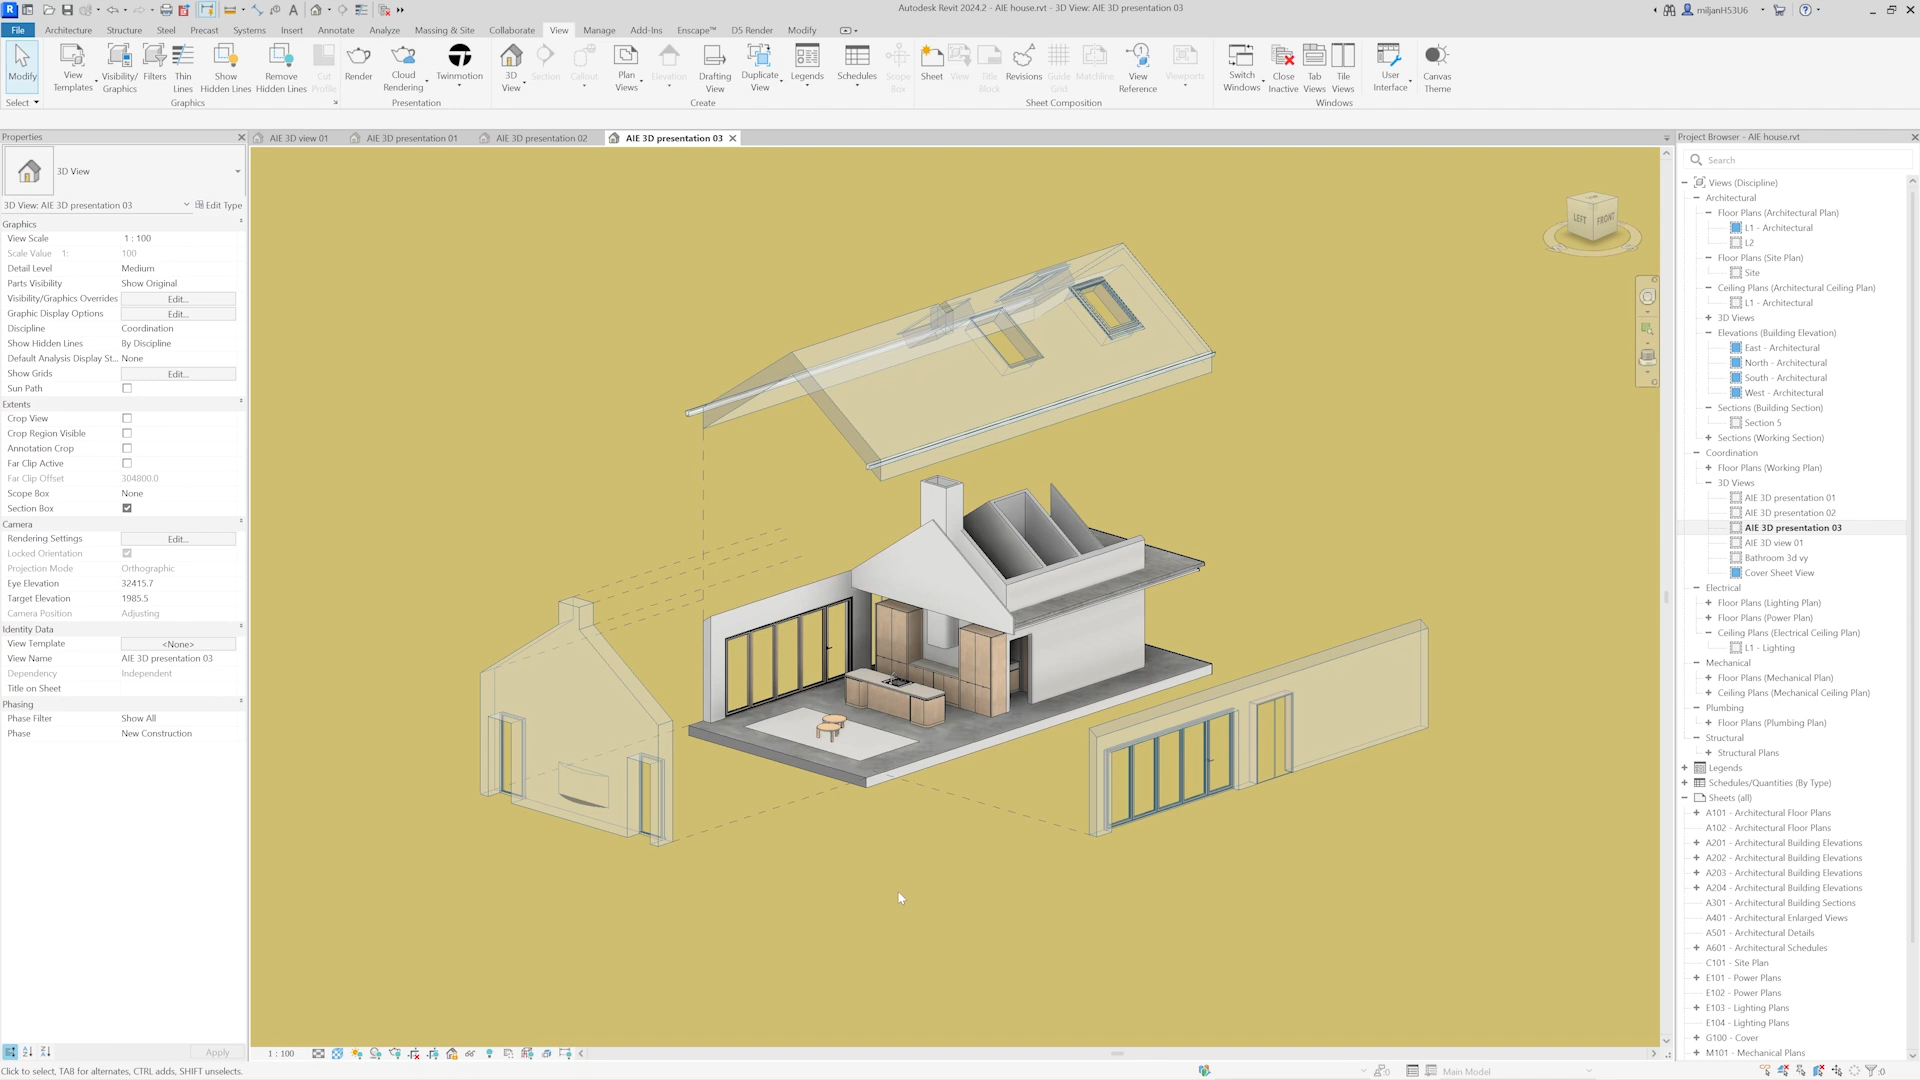 Autodesk Revit 2024.2 - AIE house.rvt - 3D View: AIE 3D presentation 03
miljanH53U6
File
Architecture
Structure
Steel
Precast
Systems
Insert
Annotate
Analyze
Massing & Site
Collaborate
View
Manage
Add-Ins
Enscape™
D5 Render
Modify
Modify
View Templates
Visibility/ Graphics
Filters
Thin Lines
Show Hidden Lines
Remove Hidden Lines
Cut Profile
Render
Cloud Rendering
Twinmotion
3D View
Section
Callout
Plan Views
Elevation
Drafting View
Duplicate View
Legends
Schedules
Scope Box
Sheet
View
Title Block
Revisions
Guide Grid
Matchline
View Reference
Viewports
Switch Windows
Close Inactive
Tab Views
Tile Views
User Interface
Canvas Theme
Select
Graphics
Presentation
Create
Sheet Composition
Windows
Properties
AIE 3D view 01
AIE 3D presentation 01
AIE 3D presentation 02
AIE 3D presentation 03
Project Browser - AIE house.rvt
3D View
3D View: AIE 3D presentation 03
Edit Type
Graphics
View Scale 1 : 100
Scale Value 1: 100
Detail Level Medium
Parts Visibility Show Original
Visibility/Graphics Overrides Edit...
Graphic Display Options Edit...
Discipline Coordination
Show Hidden Lines By Discipline
Default Analysis Display St... None
Show Grids Edit...
Sun Path
Extents
Crop View
Crop Region Visible
Annotation Crop
Far Clip Active
Far Clip Offset 304800.0
Scope Box None
Section Box
Camera
Rendering Settings Edit...
Locked Orientation
Projection Mode Orthographic
Eye Elevation 32415.7
Target Elevation 1985.5
Camera Position Adjusting
Identity Data
View Template <None>
View Name AIE 3D presentation 03
Dependency Independent
Title on Sheet
Phasing
Phase Filter Show All
Phase New Construction
Apply
LEFT
FRONT
Search
Views (Discipline)
Architectural
Floor Plans (Architectural Plan)
L1 - Architectural
L2
Floor Plans (Site Plan)
Site
Ceiling Plans (Architectural Ceiling Plan)
L1 - Architectural
3D Views
Elevations (Building Elevation)
East - Architectural
North - Architectural
South - Architectural
West - Architectural
Sections (Building Section)
Section 5
Sections (Working Section)
Coordination
Floor Plans (Working Plan)
3D Views
AIE 3D presentation 01
AIE 3D presentation 02
AIE 3D presentation 03
AIE 3D view 01
Bathroom 3d vy
Cover Sheet View
Electrical
Floor Plans (Lighting Plan)
Floor Plans (Power Plan)
Ceiling Plans (Electrical Ceiling Plan)
L1 - Lighting
Mechanical
Floor Plans (Mechanical Plan)
Ceiling Plans (Mechanical Ceiling Plan)
Plumbing
Floor Plans (Plumbing Plan)
Structural
Structural Plans
Legends
Schedules/Quantities (By Type)
Sheets (all)
A101 - Architectural Floor Plans
A102 - Architectural Floor Plans
A201 - Architectural Building Elevations
A202 - Architectural Building Elevations
A203 - Architectural Building Elevations
A204 - Architectural Building Elevations
A301 - Architectural Building Sections
A401 - Architectural Enlarged Views
A501 - Architectural Details
A601 - Architectural Schedules
C101 - Site Plan
E101 - Power Plans
E102 - Power Plans
E103 - Lighting Plans
E104 - Lighting Plans
G100 - Cover
M101 - Mechanical Plans
1 : 100
Click to select, TAB for alternates, CTRL adds, SHIFT unselects.
:0
Main Model
:0